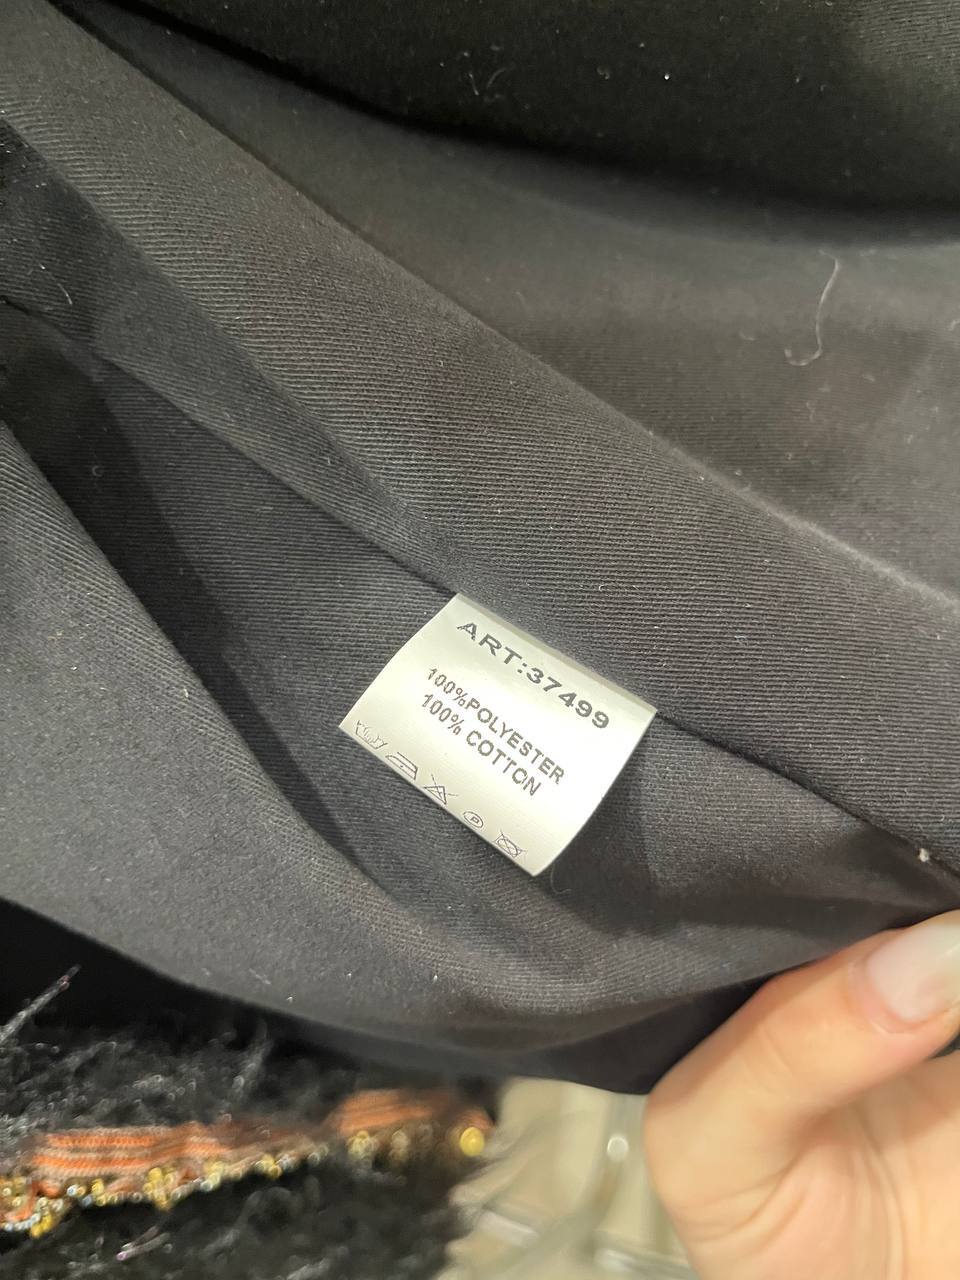 ART:37499
100%POLYESTER
100% COTTON
P